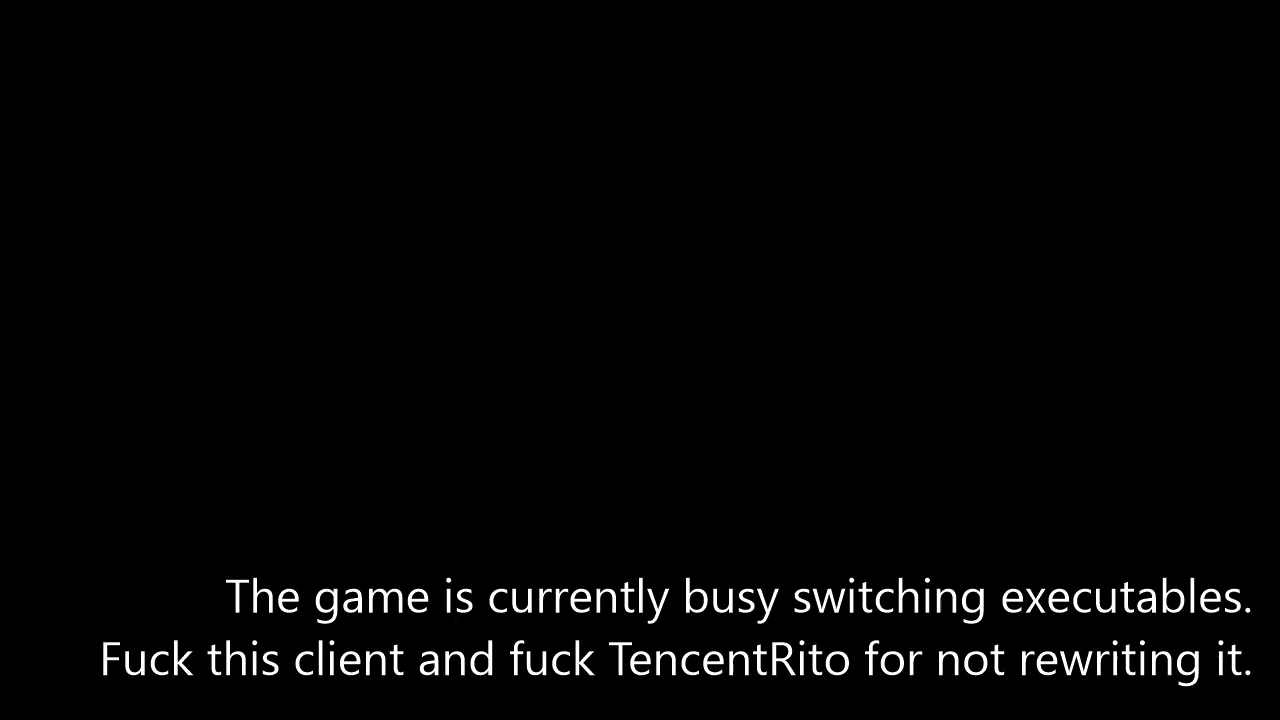 The game is currently busy switching executables.
Fuck this client and fuck TencentRito for not rewriting it.